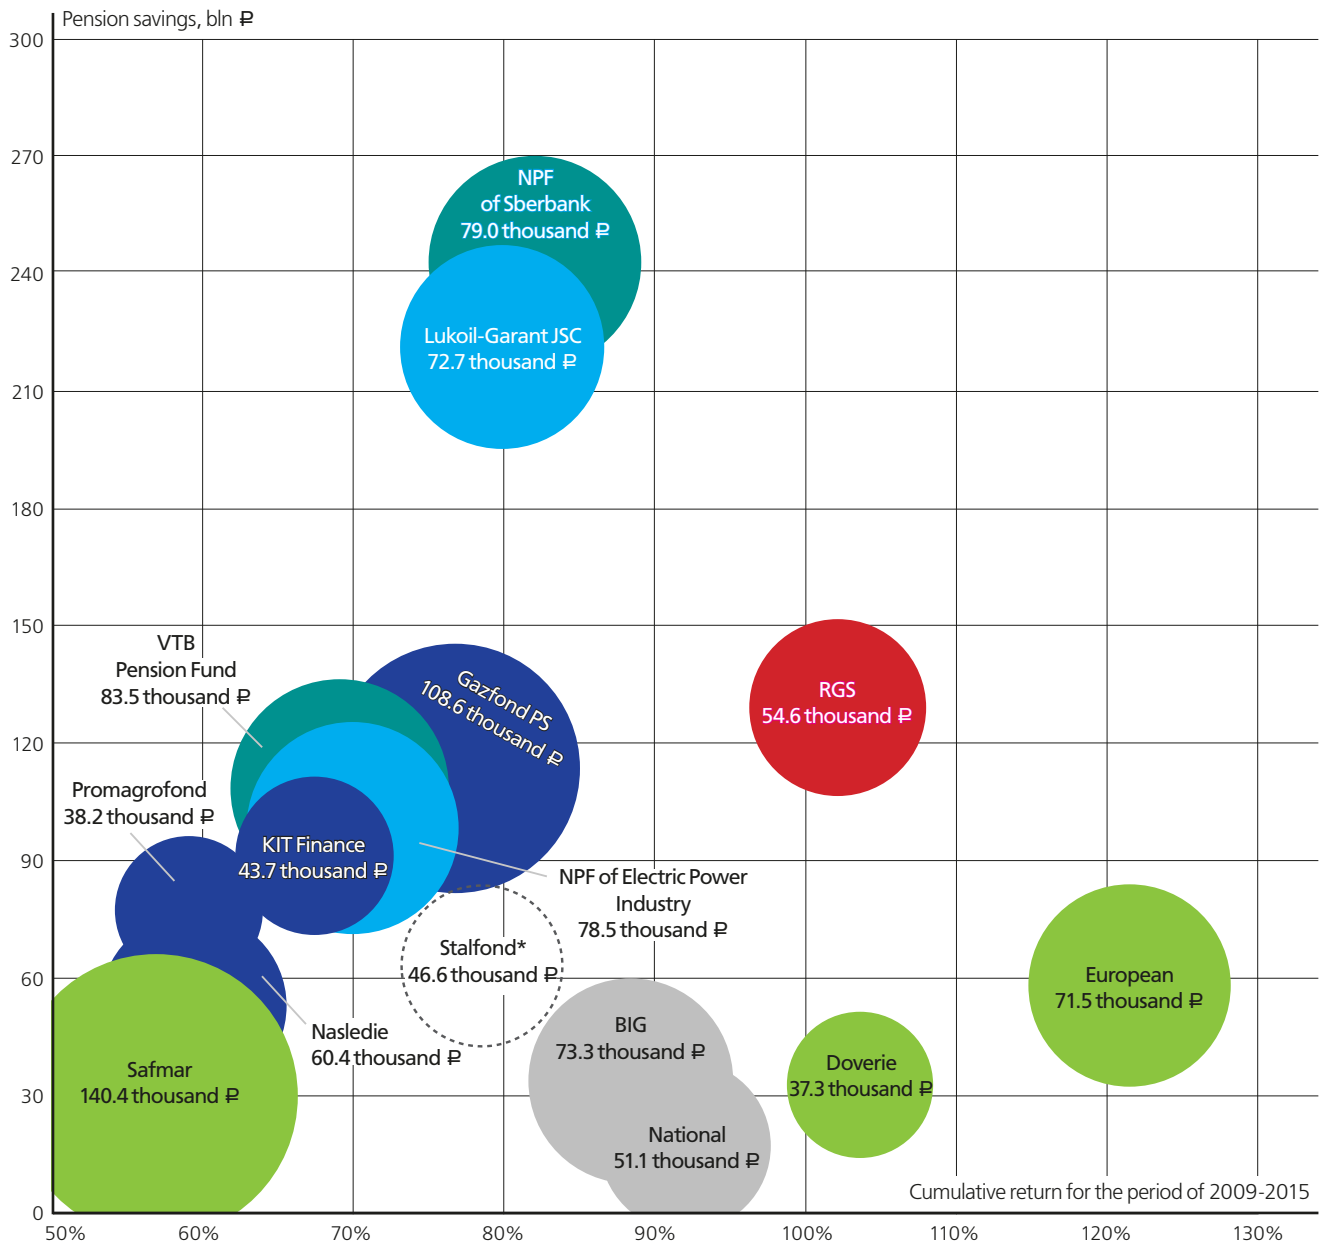 Pension savings, bln ₽
300
270
240
210
180
150
120
90
60
30
0
NPF
of Sberbank
79.0 thousand ₽
Lukoil-Garant JSC
72.7 thousand ₽
VTB
Pension Fund
83.5 thousand ₽
Gazfond PS
108.6 thousand ₽
RGS
54.6 thousand ₽
Promagrofond
38.2 thousand ₽
KIT Finance
43.7 thousand ₽
NPF of Electric Power
Industry
78.5 thousand ₽
Stalfond*
46.6 thousand ₽
European
71.5 thousand ₽
Nasledie
60.4 thousand ₽
BIG
73.3 thousand ₽
Safmar
140.4 thousand ₽
Doverie
37.3 thousand ₽
National
51.1 thousand ₽
Cumulative return for the period of 2009-2015
50%
60%
70%
80%
90%
100%
110%
120%
130%